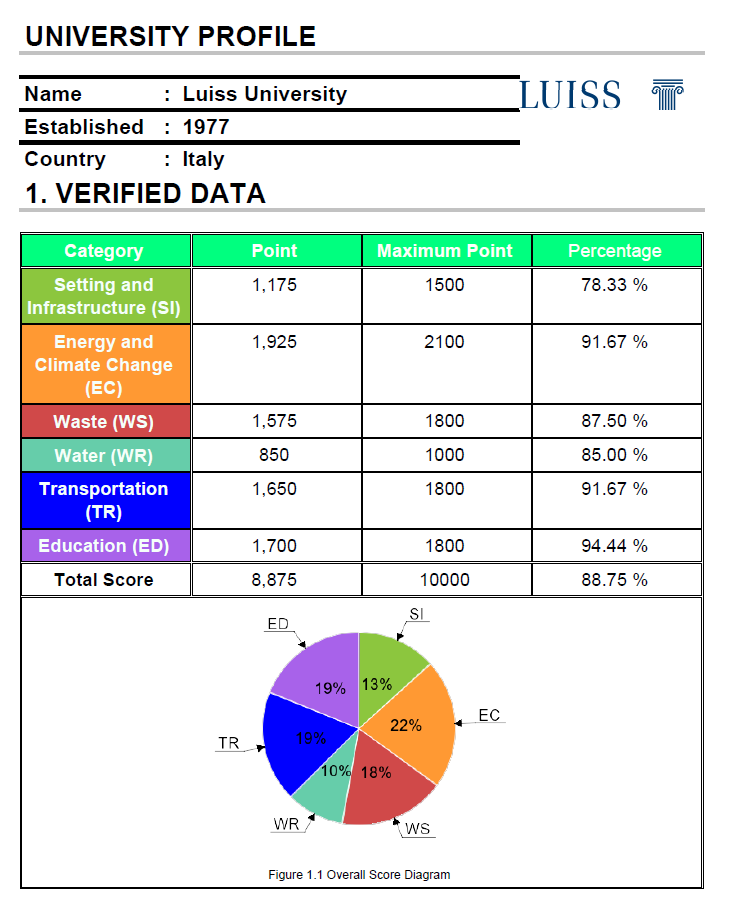 UNIVERSITY PROFILE
Name : Luiss University
LUISS
Established : 1977
Country : Italy
1. VERIFIED DATA
Category Point Maximum Point Percentage
Setting and
Infrastructure (SI) 1,175 1500 78.33 %
Energy and
Climate Change
(EC) 1,925 2100 91.67 %
Waste (WS) 1,575 1800 87.50 %
Water (WR) 850 1000 85.00 %
Transportation
(TR) 1,650 1800 91.67 %
Education (ED) 1,700 1800 94.44 %
Total Score 8,875 10000 88.75 %
SI
ED
19% 13%
EC
22%
TR
19%
10% 18%
WR
WS
Figure 1.1 Overall Score Diagram